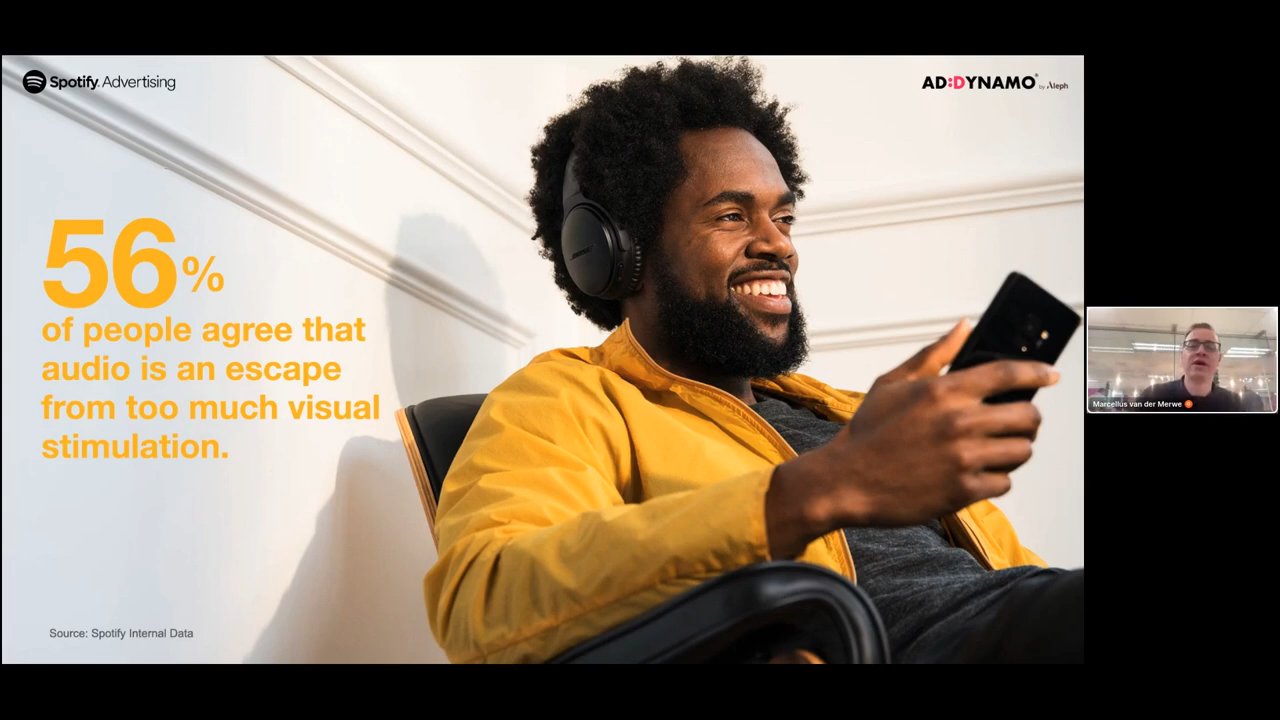 Spotify Advertising
AD:DYNAMO® by Aleph
56%
of people agree that
audio is an escape
from too much visual
stimulation.
Source: Spotify Internal Data
Marcellus van der Merwe